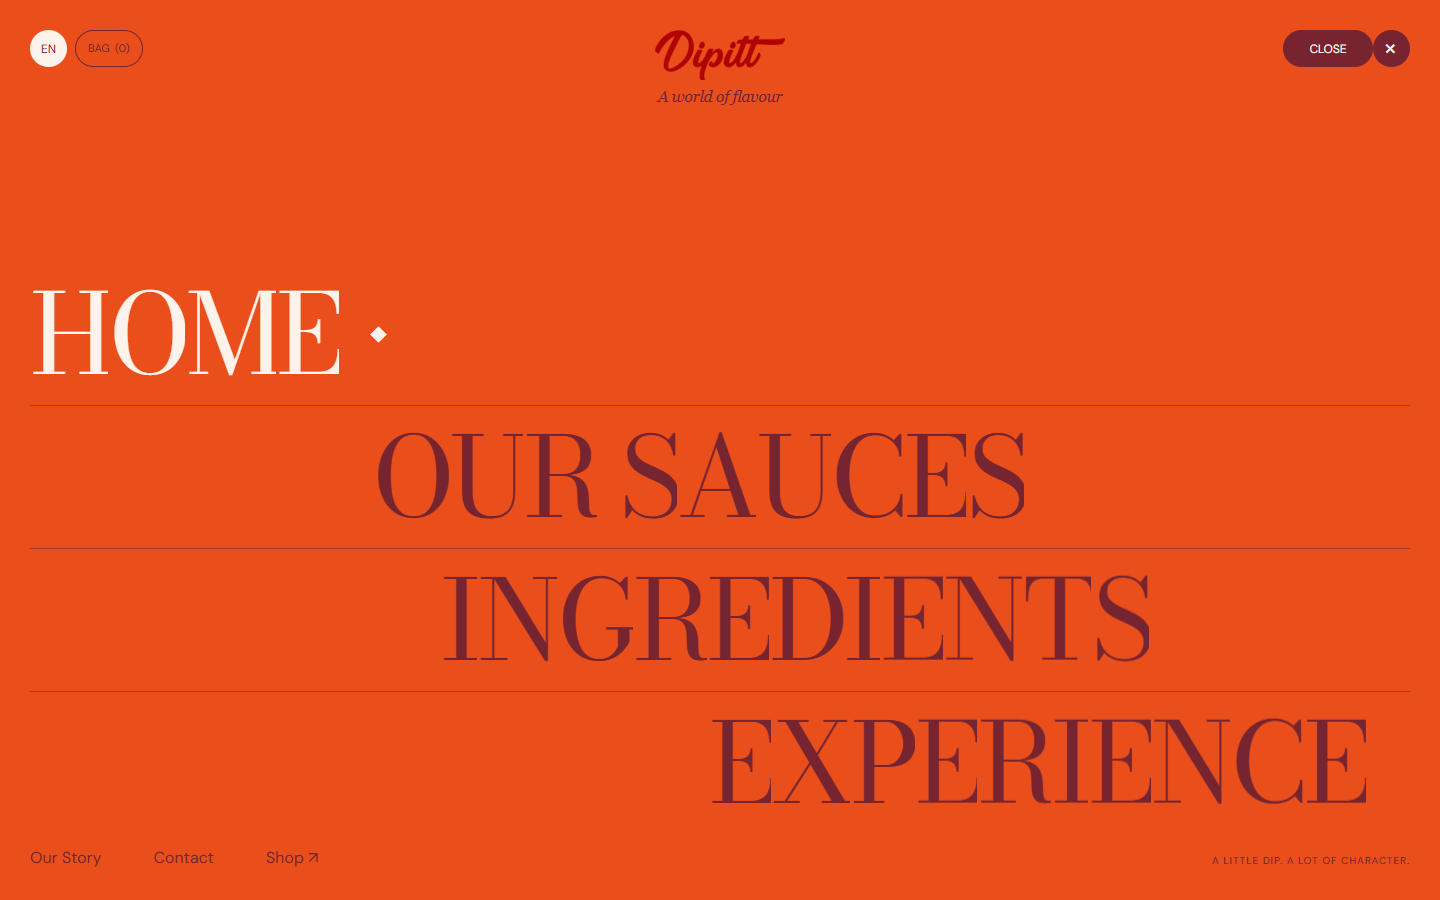 EN
BAG (0)
Dipitt
A world of flavour
CLOSE
HOME
OUR SAUCES
INGREDIENTS
EXPERIENCE
Our Story
Contact
Shop
A LITTLE DIP. A LOT OF CHARACTER.